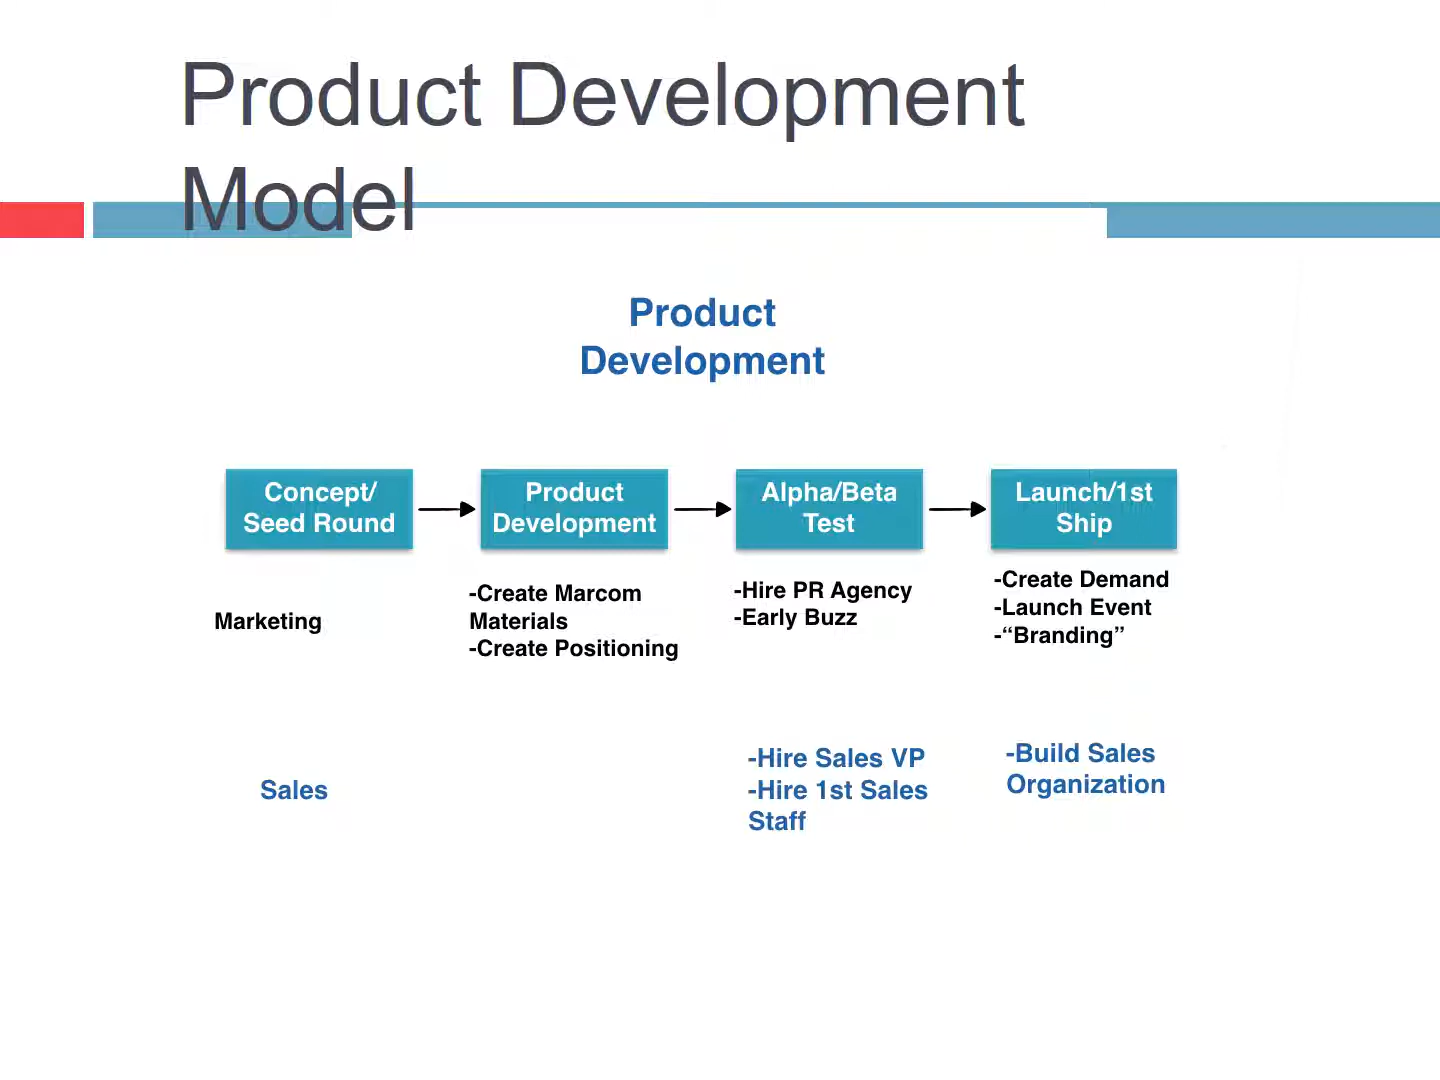 Product Development
Model
Product
Development
Concept/
Seed Round
Product
Development
Alpha/Beta
Test
Launch/1st
Ship
Marketing
-Create Marcom
Materials
-Create Positioning
-Hire PR Agency
-Early Buzz
-Create Demand
-Launch Event
-“Branding”
Sales
-Hire Sales VP
-Hire 1st Sales
Staff
-Build Sales
Organization